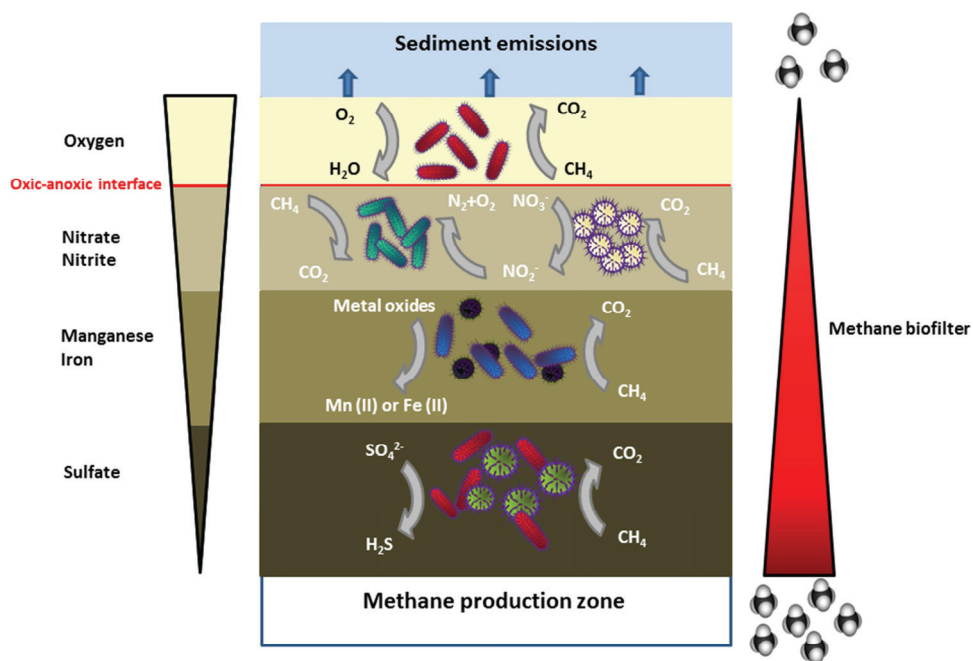 Sediment emissions
Oxygen
O₂
CO₂
H₂O
CH₄
Oxic-anoxic interface
Nitrate
Nitrite
CH₄
N₂+O₂
NO₃⁻
CO₂
CO₂
NO₂⁻
CH₄
Manganese
Iron
Metal oxides
CO₂
Mn (II) or Fe (II)
CH₄
Methane biofilter
Sulfate
SO₄²⁻
CO₂
H₂S
CH₄
Methane production zone